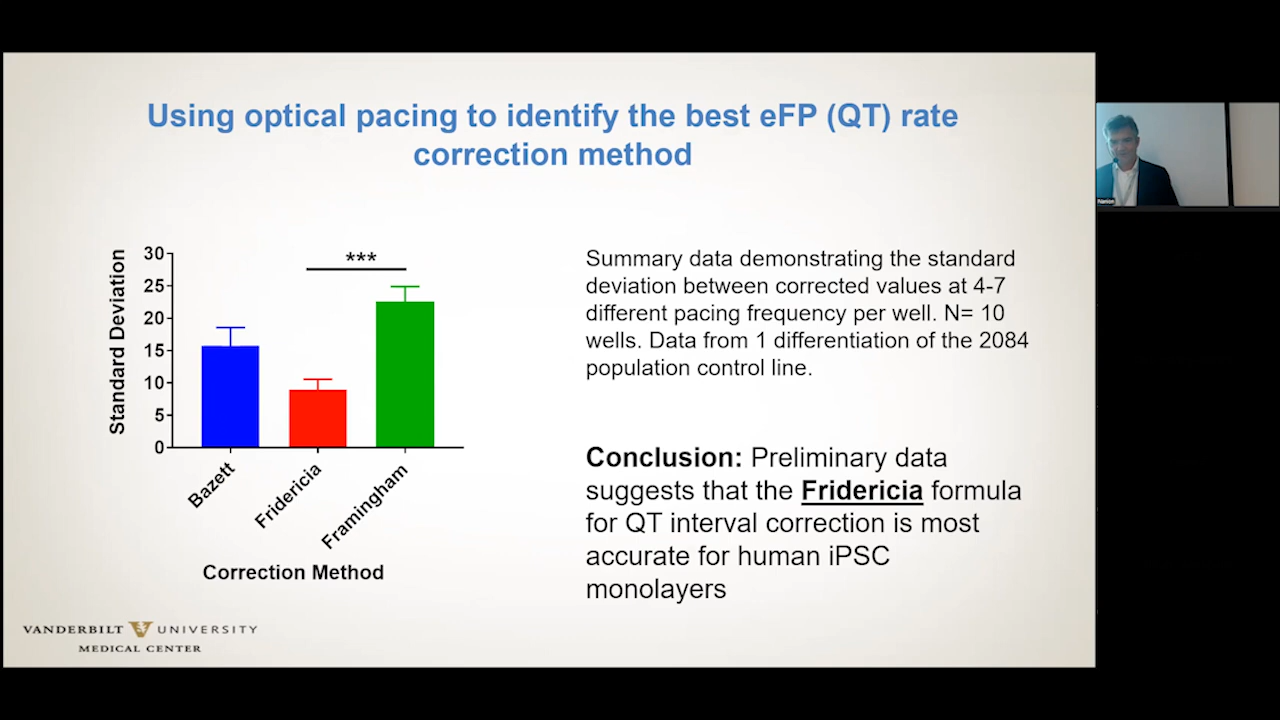 Using optical pacing to identify the best eFP (QT) rate
correction method
Standard Deviation
30
25
20
15
10
5
0
***
Bazett
Fridericia
Framingham
Correction Method
Summary data demonstrating the standard
deviation between corrected values at 4-7
different pacing frequency per well. N= 10
wells. Data from 1 differentiation of the 2084
population control line.
Conclusion: Preliminary data
suggests that the Fridericia formula
for QT interval correction is most
accurate for human iPSC
monolayers
VANDERBILT UNIVERSITY
MEDICAL CENTER
Nanion